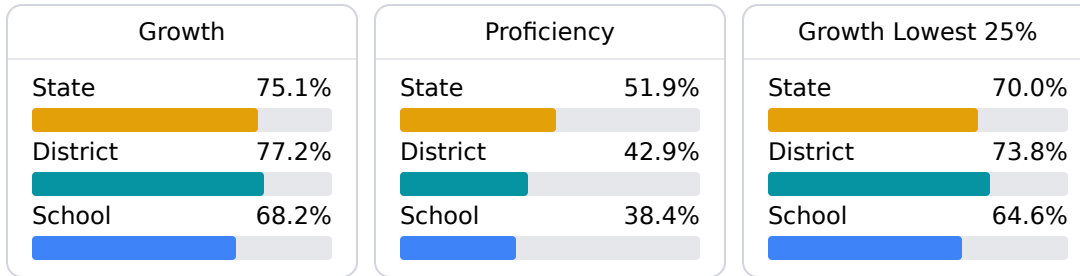 Growth
State 75.1%
District 77.2%
School 68.2%
Proficiency
State 51.9%
District 42.9%
School 38.4%
Growth Lowest 25%
State 70.0%
District 73.8%
School 64.6%